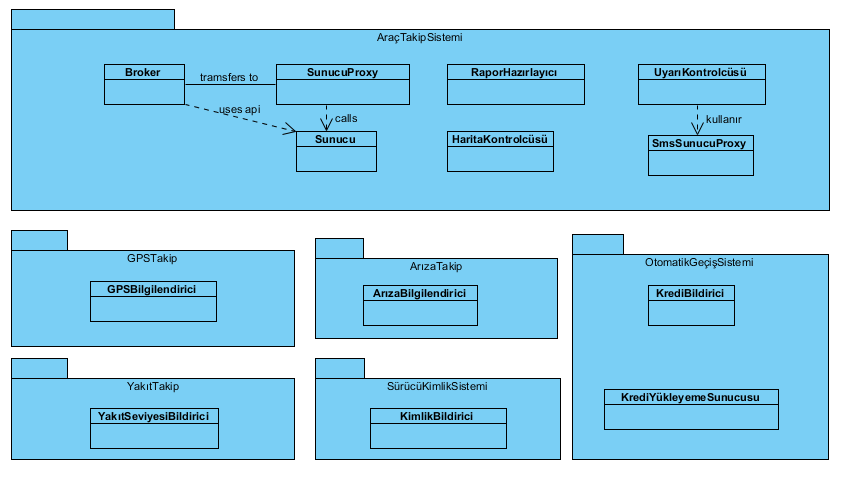 AraçTakipSistemi
Broker
tramsfers to
SunucuProxy
RaporHazırlayıcı
UyarıKontrolcüsü
uses api
calls
kullanır
Sunucu
HaritaKontrolcüsü
SmsSunucuProxy
GPSTakip
GPSBilgilendirici
ArızaTakip
ArızaBilgilendirici
OtomatikGeçişSistemi
KrediBildirici
YakıtTakip
YakıtSeviyesiBildirici
SürücüKimlikSistemi
KimlikBildirici
KrediYükleyemeSunucusu